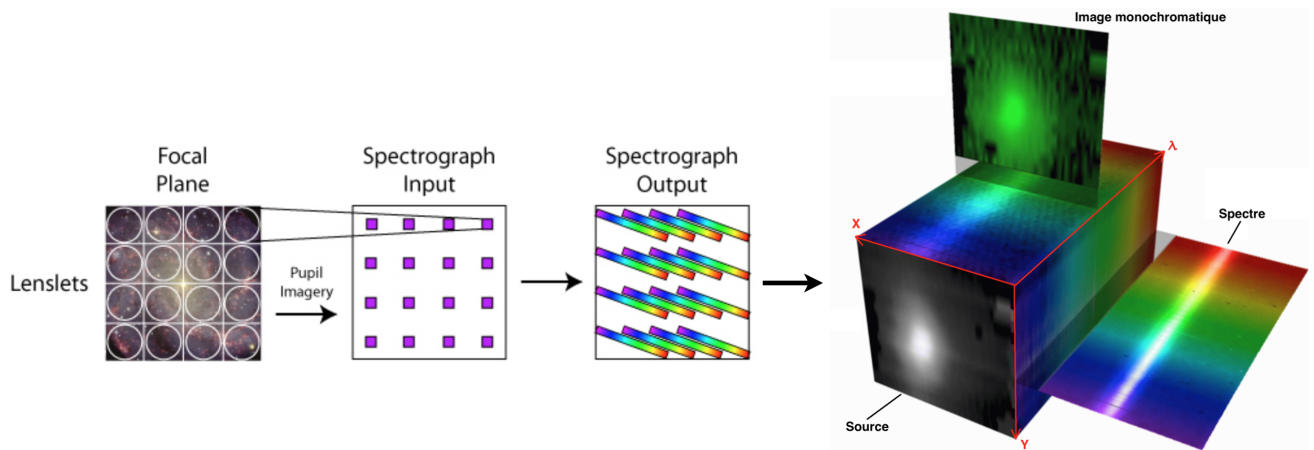 Image monochromatique
Focal
Plane
Spectrograph
Input
Spectrograph
Output
λ
X
Spectre
Lenslets
Pupil
Imagery
Source
Y